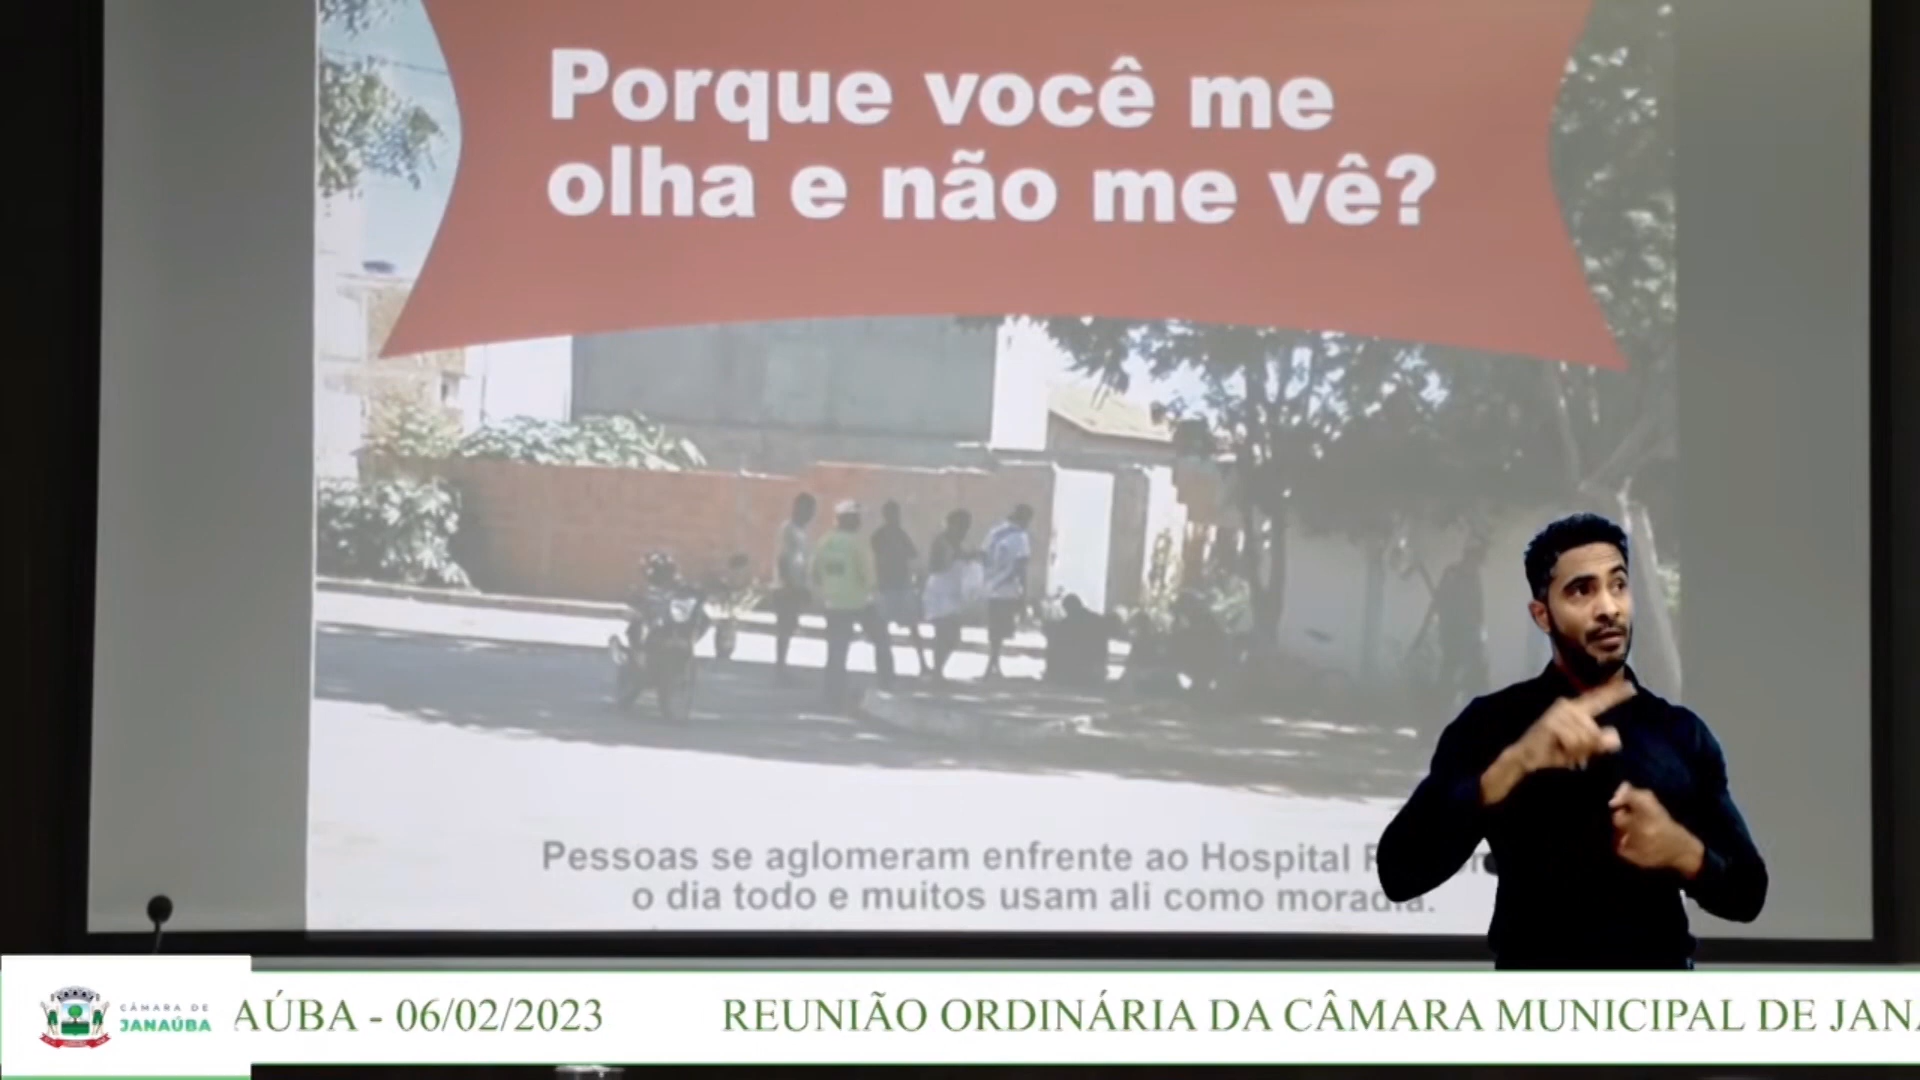 Porque você me
olha e não me vê?
Pessoas se aglomeram enfrente ao Hospital
o dia todo e muitos usam ali como moradia.
CÂMARA DE
JANAÚBA
AÚBA - 06/02/2023 REUNIÃO ORDINÁRIA DA CÂMARA MUNICIPAL DE JAN